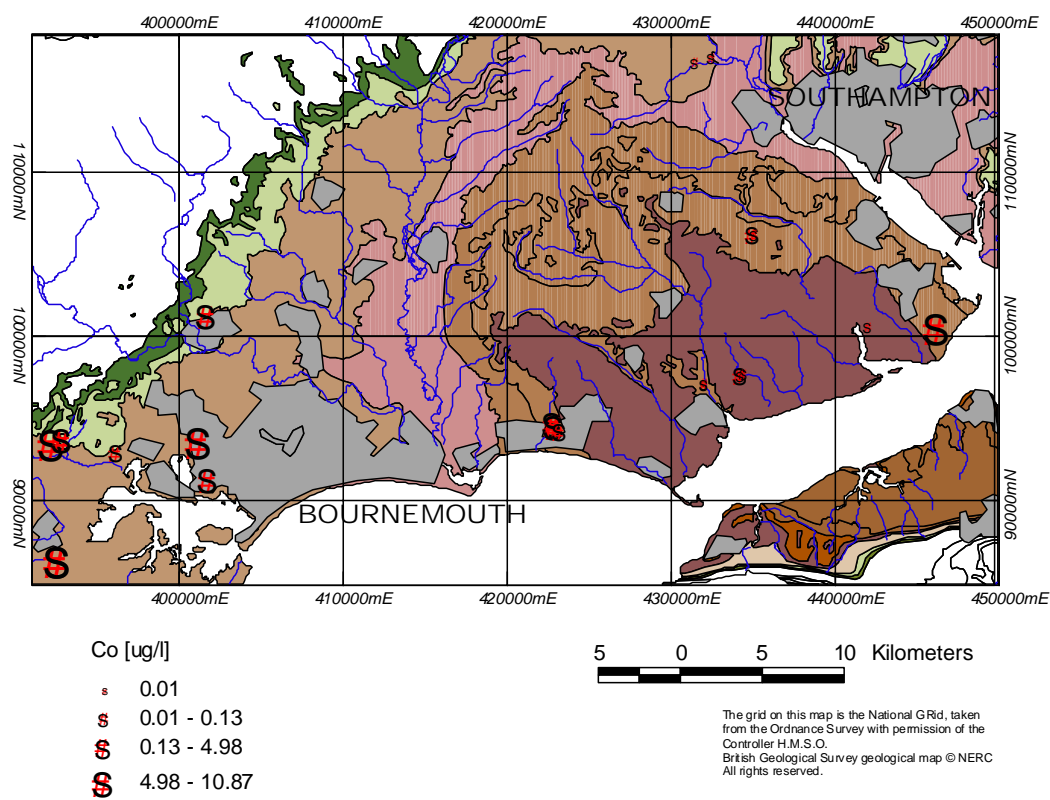 400000mE 410000mE 420000mE 430000mE 440000mE 450000mE
SOUTHAMPTON
110000mN 110000mN
100000mN 100000mN
90000mN 90000mN
BOURNEMOUTH
400000mE 410000mE 420000mE 430000mE 440000mE 450000mE
Co [ug/l]
s 0.01
s 0.01 - 0.13
S 0.13 - 4.98
S 4.98 - 10.87
5 0 5 10 Kilometers
The grid on this map is the National GRid, taken
from the Ordnance Survey with permission of the
Controller H.M.S.O.
British Geological Survey geological map © NERC
All rights reserved.